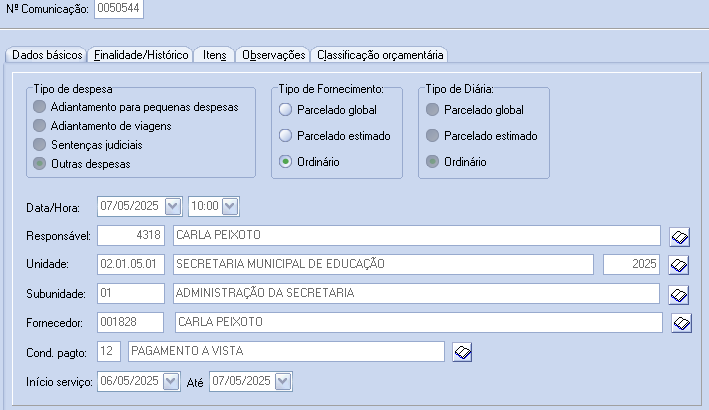 Nº Comunicação: 0050544
Dados básicos Finalidade/Histórico Itens Observações Classificação orçamentária
Tipo de despesa
Adiantamento para pequenas despesas
Adiantamento de viagens
Sentenças judiciais
Outras despesas
Tipo de Fornecimento:
Parcelado global
Parcelado estimado
Ordinário
Tipo de Diária:
Parcelado global
Parcelado estimado
Ordinário
Data/Hora: 07/05/2025 10:00
Responsável: 4318 CARLA PEIXOTO
Unidade: 02.01.05.01 SECRETARIA MUNICIPAL DE EDUCAÇÃO 2025
Subunidade: 01 ADMINISTRAÇÃO DA SECRETARIA
Fornecedor: 001828 CARLA PEIXOTO
Cond. pagto: 12 PAGAMENTO A VISTA
Início serviço: 06/05/2025 Até 07/05/2025